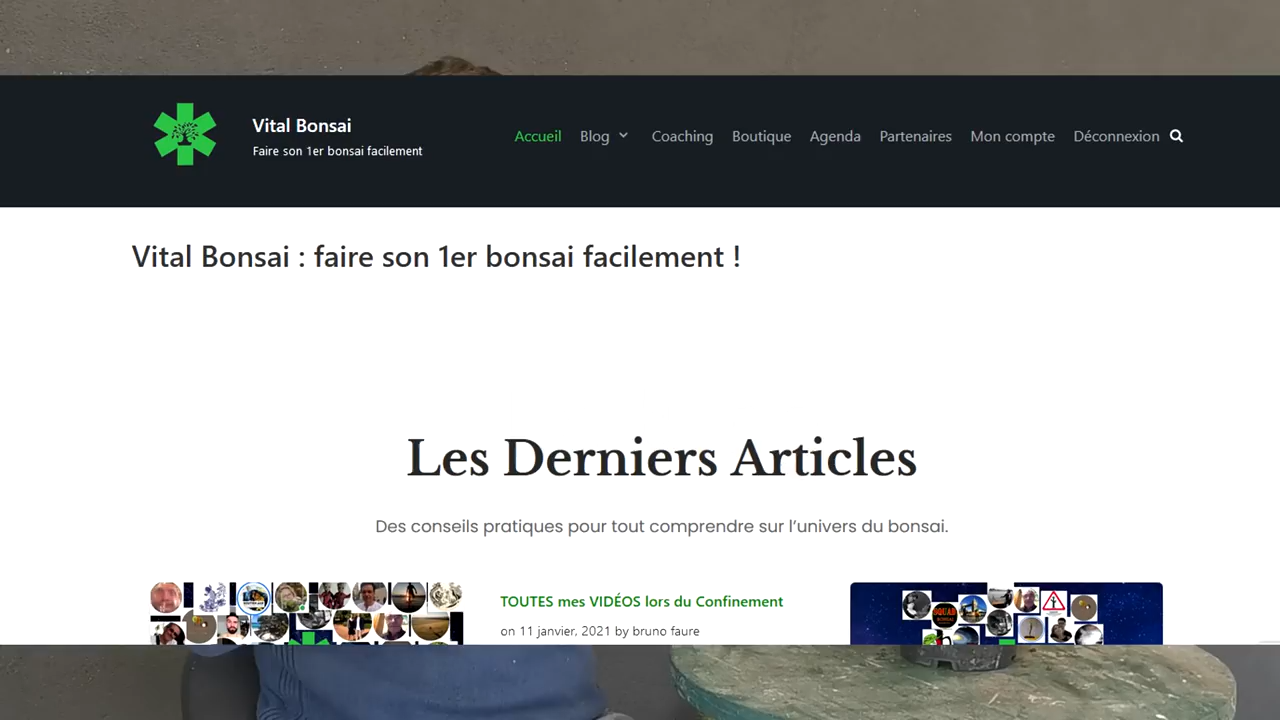 Vital Bonsai
Faire son 1er bonsai facilement
Accueil Blog Coaching Boutique Agenda Partenaires Mon compte Déconnexion
Vital Bonsai : faire son 1er bonsai facilement !
Les Derniers Articles
Des conseils pratiques pour tout comprendre sur l’univers du bonsai.
TOUTES mes VIDÉOS lors du Confinement
on 11 janvier, 2021 by bruno faure
SQUAD
BONSAI